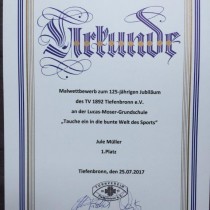 Urkunde
Malwettbewerb zum 125-jährigen Jubiläum
des TV 1892 Tiefenbronn e.V.
an der Lucas-Moser-Grundschule
"Tauche ein in die bunte Welt des Sports"
Jule Müller
1.Platz
Tiefenbronn, den 25.07.2017